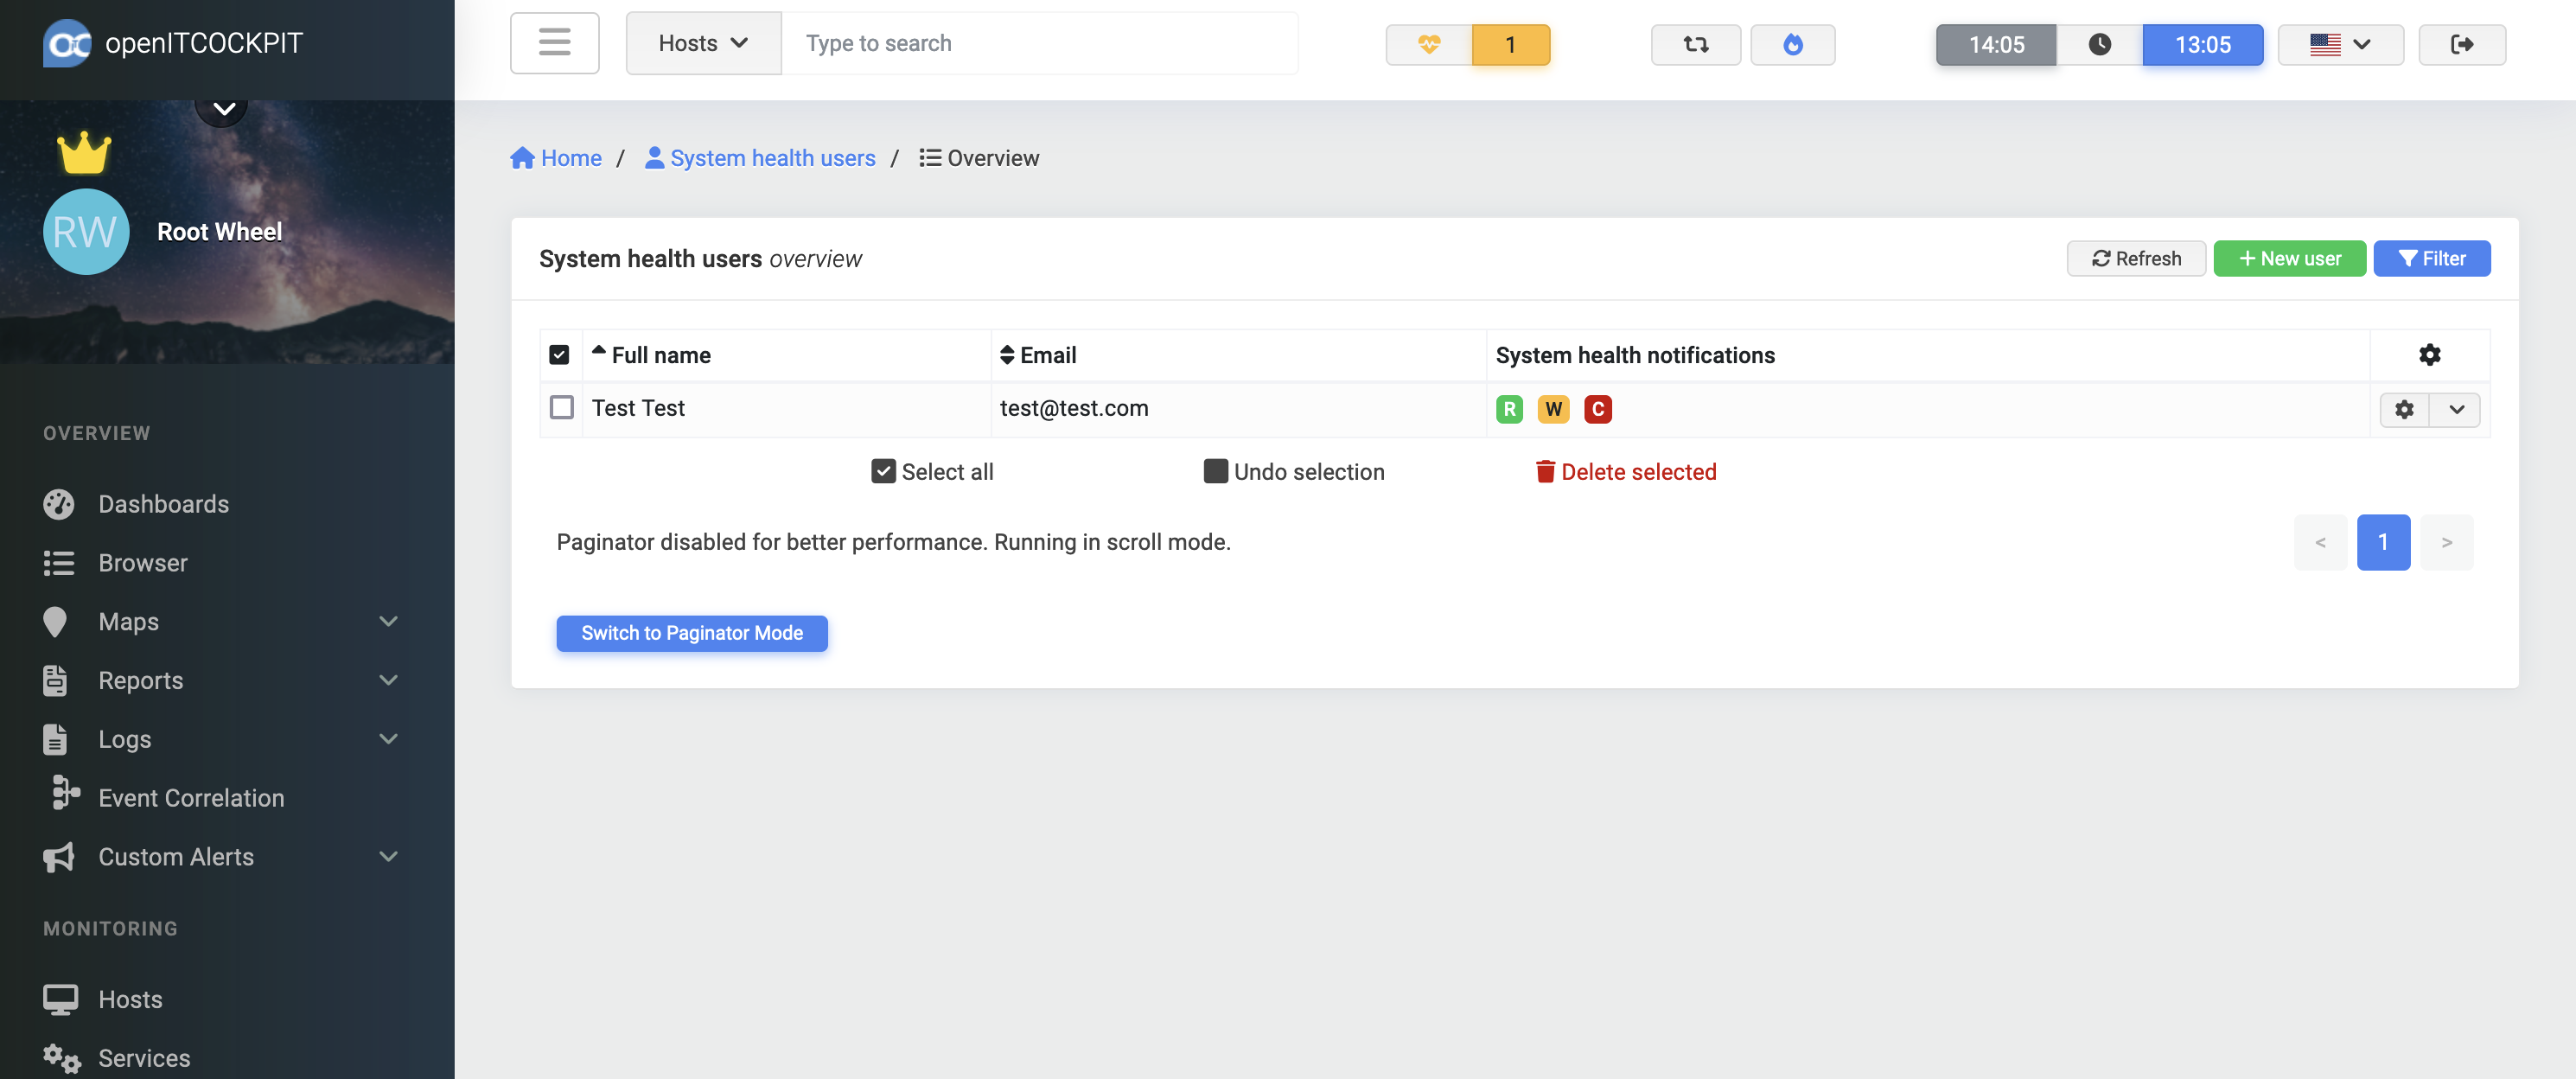 openITCOCKPIT
Hosts
Type to search
1
14:05
13:05
RW
Root Wheel
Home / System health users / Overview
System health users overview
Refresh
New user
Filter
Full name
Email
System health notifications
Test Test
test@test.com
R W C
Select all
Undo selection
Delete selected
Paginator disabled for better performance. Running in scroll mode.
< 1 >
Switch to Paginator Mode
OVERVIEW
Dashboards
Browser
Maps
Reports
Logs
Event Correlation
Custom Alerts
MONITORING
Hosts
Services